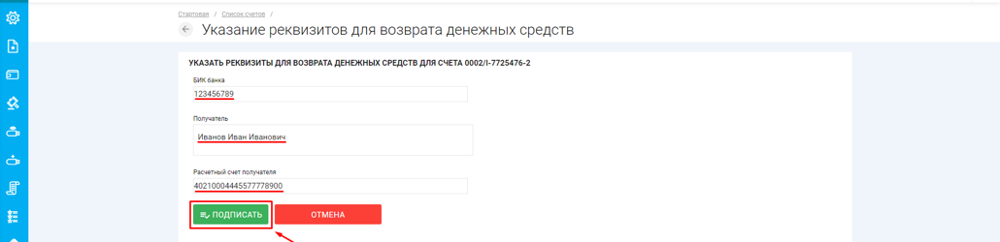 Стартовая / Список счетов /
Указание реквизитов для возврата денежных средств
УКАЗАТЬ РЕКВИЗИТЫ ДЛЯ ВОЗВРАТА ДЕНЕЖНЫХ СРЕДСТВ ДЛЯ СЧЕТА 0002/I-7725476-2
БИК банка
123456789
Получатель
Иванов Иван Иванович
Расчетный счет получателя
40210004445577778900
ПОДПИСАТЬ ОТМЕНА